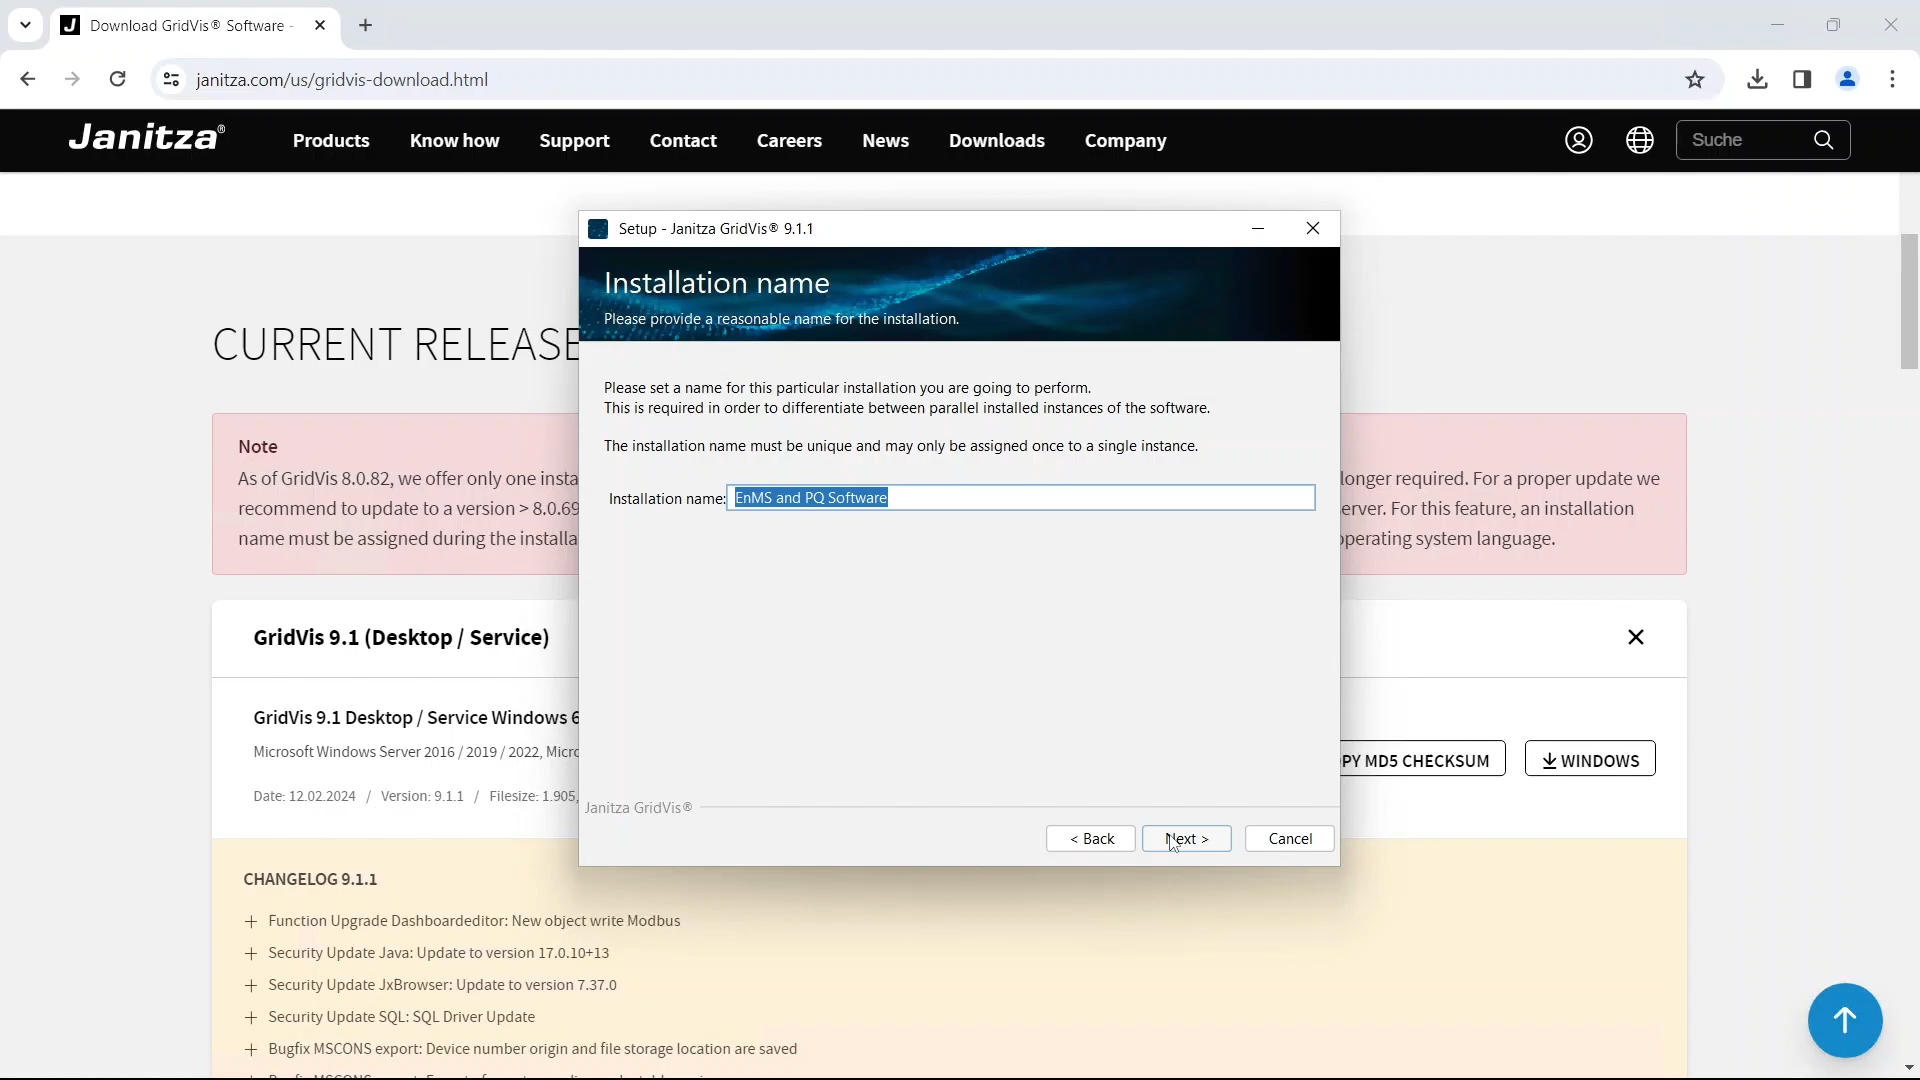 Download GridVis® Software -
janitza.com/us/gridvis-download.html
Janitza®
Products
Know how
Support
Contact
Careers
News
Downloads
Company
Suche
CURRENT RELEASE
Note
As of GridVis 8.0.82, we offer only one insta
longer required. For a proper update we
recommend to update to a version > 8.0.69
erver. For this feature, an installation
name must be assigned during the installa
operating system language.
Setup - Janitza GridVis® 9.1.1
Installation name
Please provide a reasonable name for the installation.
Please set a name for this particular installation you are going to perform.
This is required in order to differentiate between parallel installed instances of the software.
The installation name must be unique and may only be assigned once to a single instance.
Installation name: EnMS and PQ Software
Janitza GridVis®
< Back
Next >
Cancel
GridVis 9.1 (Desktop / Service)
GridVis 9.1 Desktop / Service Windows 6
Microsoft Windows Server 2016 / 2019 / 2022, Micro
Date: 12.02.2024 / Version: 9.1.1 / Filesize: 1.905,
PY MD5 CHECKSUM
WINDOWS
CHANGELOG 9.1.1
Function Upgrade Dashboardeditor: New object write Modbus
Security Update Java: Update to version 17.0.10+13
Security Update JxBrowser: Update to version 7.37.0
Security Update SQL: SQL Driver Update
Bugfix MSCONS export: Device number origin and file storage location are saved